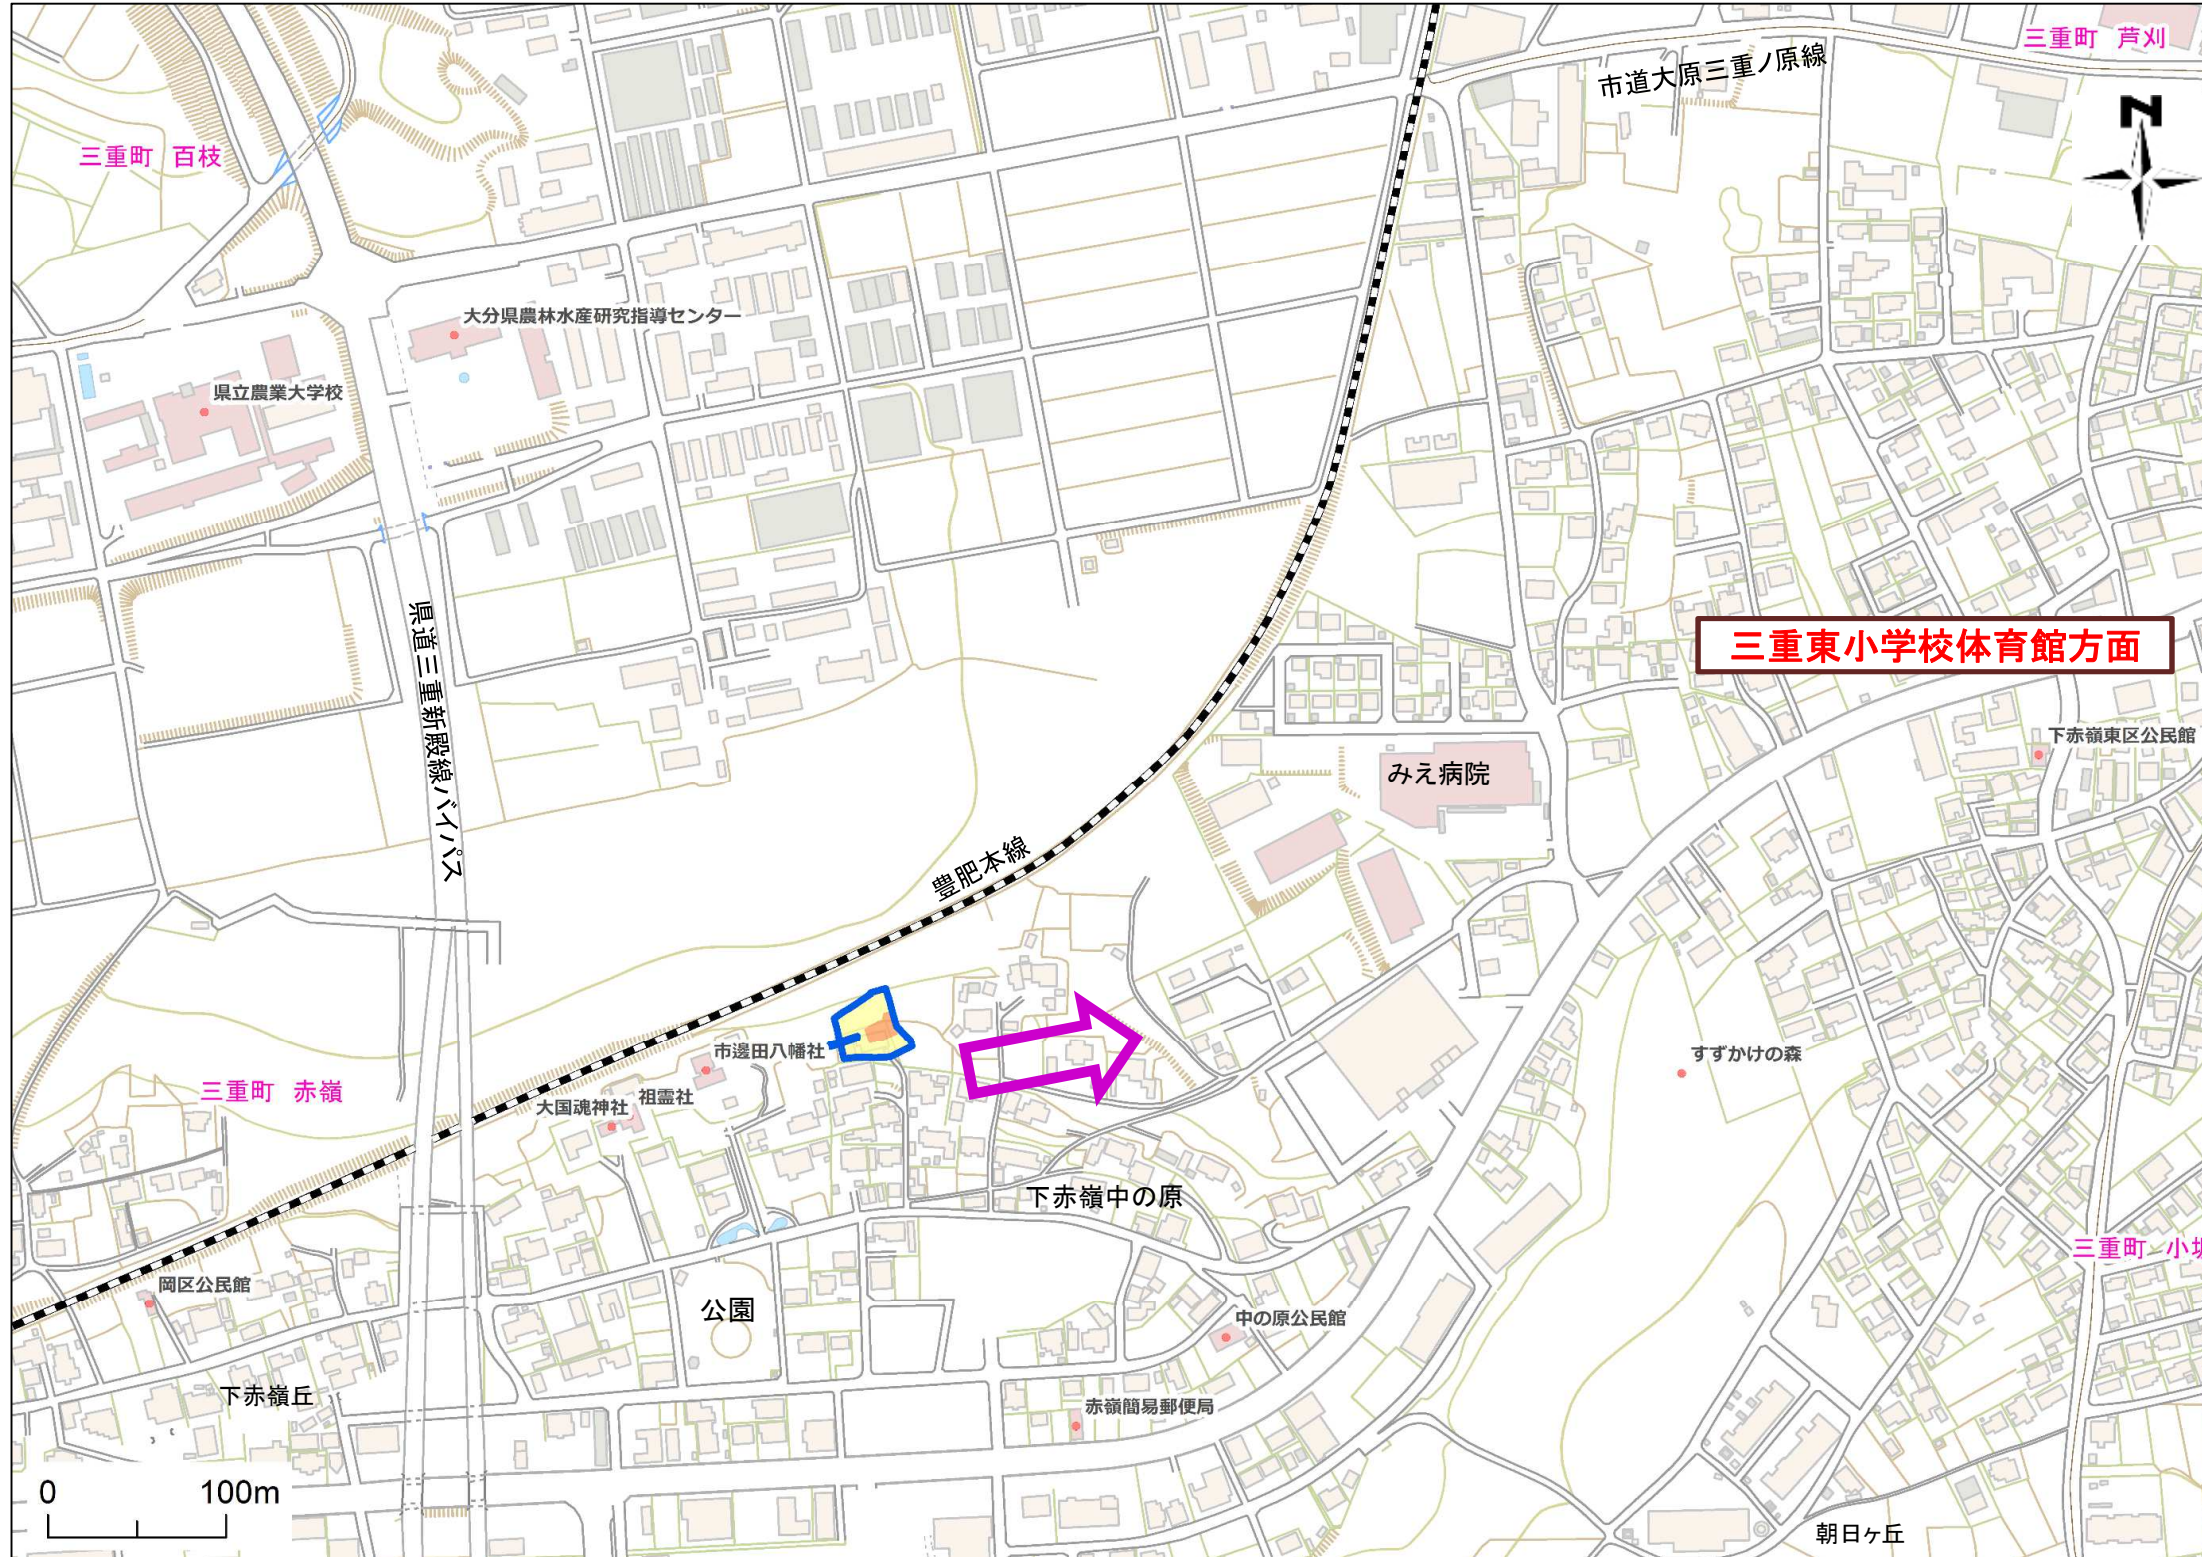 三重町 芦刈
市道大原三重ノ原線
N
三重町 百枝
大分県農林水産研究指導センター
県立農業大学校
県道三重新殿線バイパス
三重東小学校体育館方面
下赤嶺東区公民館
みえ病院
豊肥本線
市邊田八幡社
すずかけの森
三重町 赤嶺
大国魂神社
祖霊社
下赤嶺中の原
三重町 小坂
岡区公民館
公園
中の原公民館
下赤嶺丘
赤嶺簡易郵便局
0 100m
朝日ヶ丘